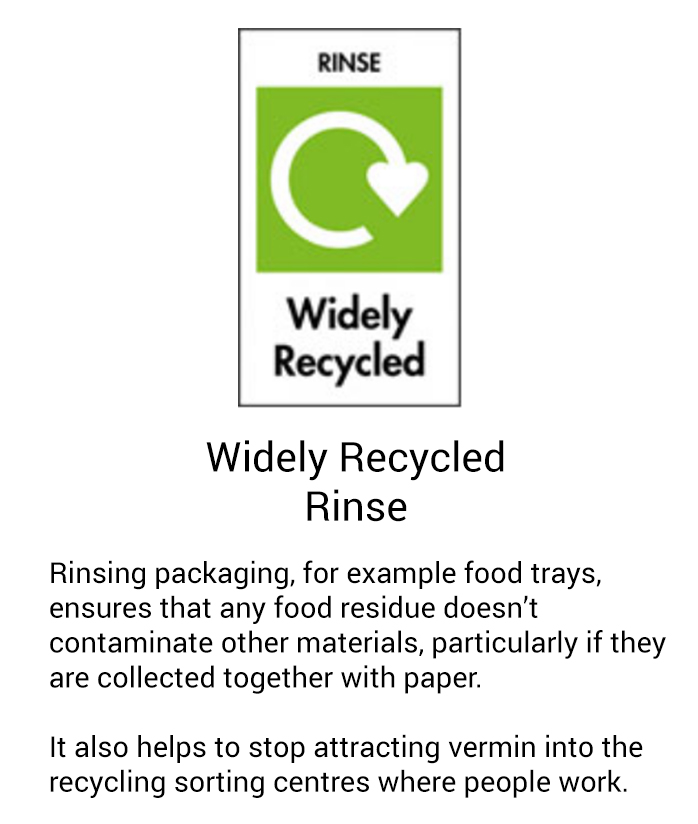 RINSE
Widely
Recycled
Widely Recycled
Rinse
Rinsing packaging, for example food trays,
ensures that any food residue doesn’t
contaminate other materials, particularly if they
are collected together with paper.
It also helps to stop attracting vermin into the
recycling sorting centres where people work.